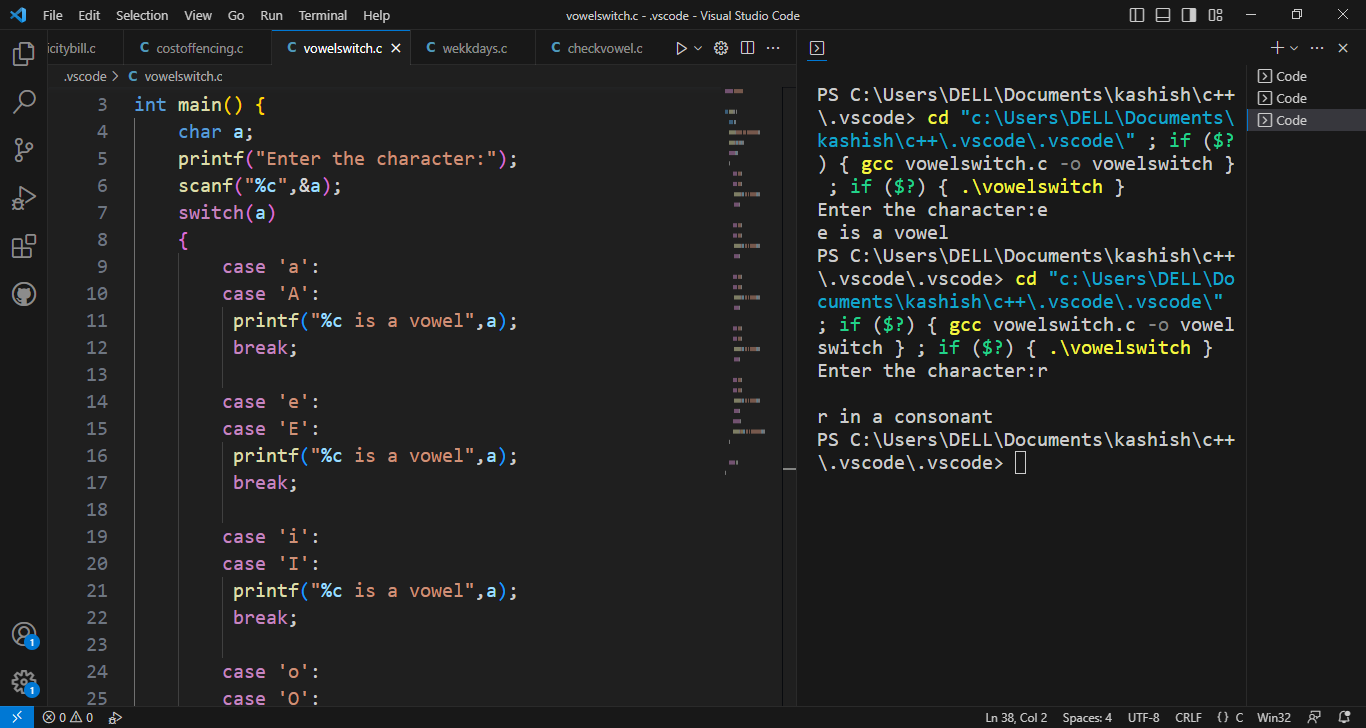 File Edit Selection View Go Run Terminal Help vowelswitch.c - .vscode - Visual Studio Code
icitybill.c C costoffencing.c C vowelswitch.c C wekkdays.c C checkvowel.c
.vscode > C vowelswitch.c
3 int main() {
4 char a;
5 printf("Enter the character:");
6 scanf("%c",&a);
7 switch(a)
8 {
9 case 'a':
10 case 'A':
11 printf("%c is a vowel",a);
12 break;
13
14 case 'e':
15 case 'E':
16 printf("%c is a vowel",a);
17 break;
18
19 case 'i':
20 case 'I':
21 printf("%c is a vowel",a);
22 break;
23
24 case 'o':
25 case 'O':
PS C:\Users\DELL\Documents\kashish\c++
\.vscode> cd "c:\Users\DELL\Documents\
kashish\c++\.vscode\.vscode\" ; if ($?
) { gcc vowelswitch.c -o vowelswitch }
; if ($?) { .\vowelswitch }
Enter the character:e
e is a vowel
PS C:\Users\DELL\Documents\kashish\c++
\.vscode\.vscode> cd "c:\Users\DELL\Do
cuments\kashish\c++\.vscode\.vscode\"
; if ($?) { gcc vowelswitch.c -o vowel
switch } ; if ($?) { .\vowelswitch }
Enter the character:r
r in a consonant
PS C:\Users\DELL\Documents\kashish\c++
\.vscode\.vscode>
Code
Code
Code
1
1
0 0 Ln 38, Col 2 Spaces: 4 UTF-8 CRLF {} C Win32